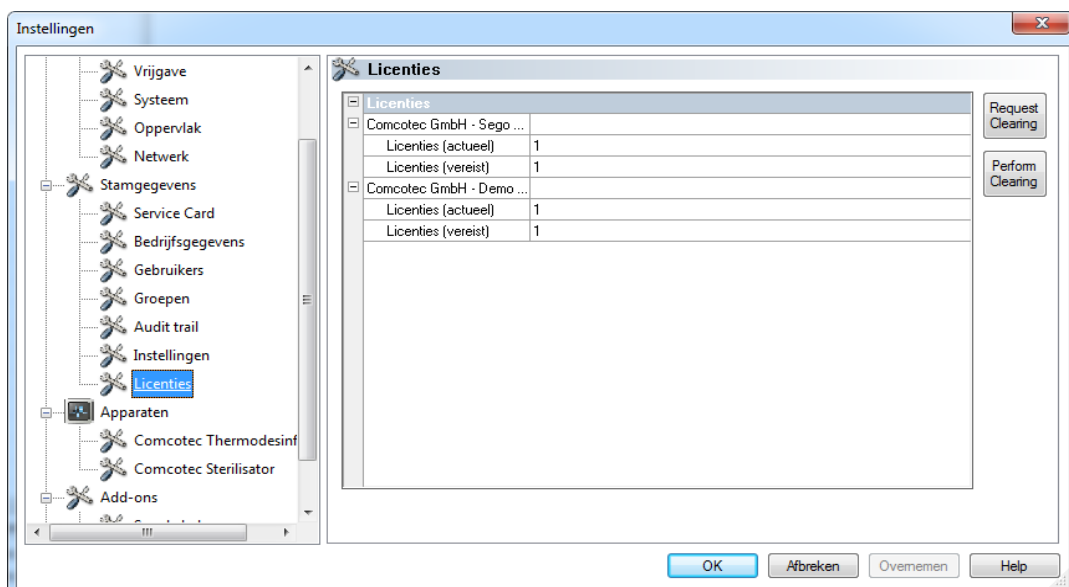 Instellingen
Vrijgave
Systeem
Oppervlak
Netwerk
Stamgegevens
Service Card
Bedrijfsgegevens
Gebruikers
Groepen
Audit trail
Instellingen
Licenties
Apparaten
Comcotec Thermodesinf
Comcotec Sterilisator
Add-ons
Licenties
Licenties
Comcotec GmbH - Sego ...
Licenties (actueel) 1
Licenties (vereist) 1
Comcotec GmbH - Demo ...
Licenties (actueel) 1
Licenties (vereist) 1
Request
Clearing
Perform
Clearing
OK Afbreken Overnemen Help